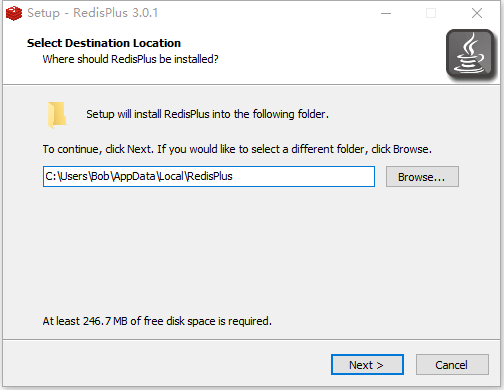 Setup - RedisPlus 3.0.1
Select Destination Location
Where should RedisPlus be installed?
Setup will install RedisPlus into the following folder.
To continue, click Next. If you would like to select a different folder, click Browse.
C:\Users\Bob\AppData\Local\RedisPlus
Browse...
At least 246.7 MB of free disk space is required.
Next >
Cancel